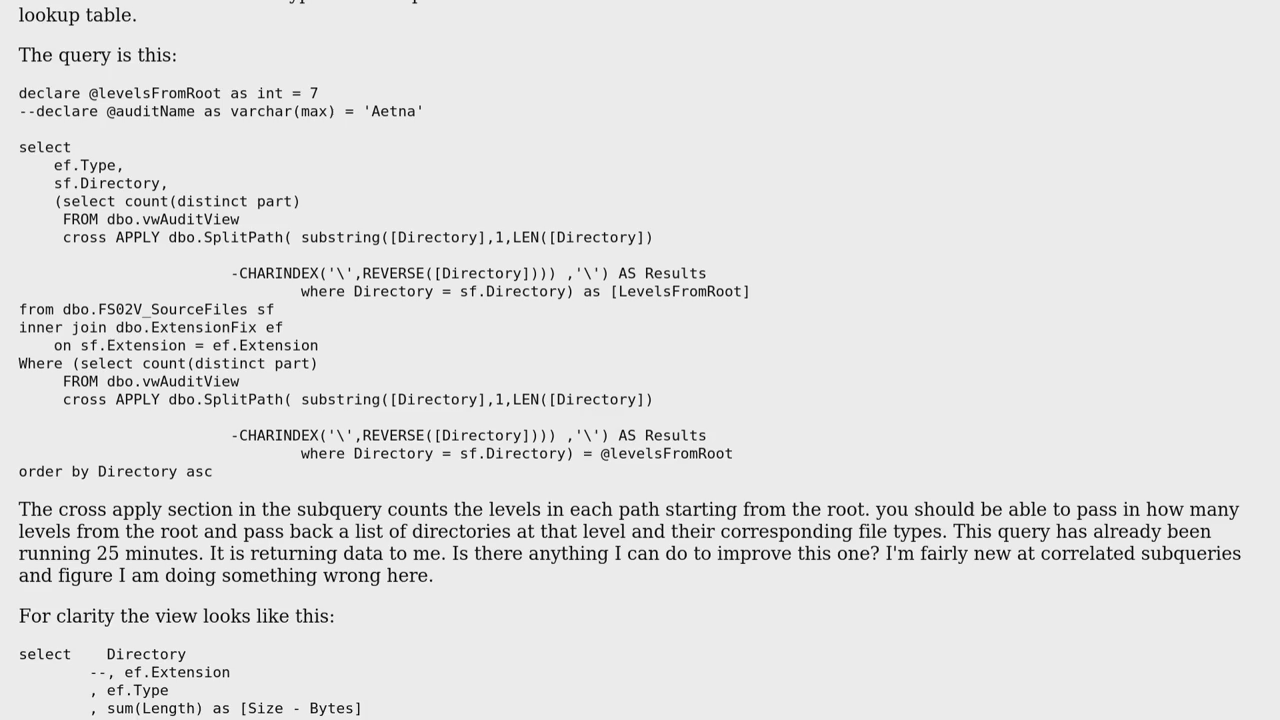 lookup table.
The query is this:
declare @levelsFromRoot as int = 7
--declare @auditName as varchar(max) = 'Aetna'
select
ef.Type,
sf.Directory,
(select count(distinct part)
FROM dbo.vwAuditView
cross APPLY dbo.SplitPath( substring([Directory],1,LEN([Directory])
-CHARINDEX('\',REVERSE([Directory]))) ,'\') AS Results
where Directory = sf.Directory) as [LevelsFromRoot]
from dbo.FS02V_SourceFiles sf
inner join dbo.ExtensionFix ef
on sf.Extension = ef.Extension
Where (select count(distinct part)
FROM dbo.vwAuditView
cross APPLY dbo.SplitPath( substring([Directory],1,LEN([Directory])
-CHARINDEX('\',REVERSE([Directory]))) ,'\') AS Results
where Directory = sf.Directory) = @levelsFromRoot
order by Directory asc
The cross apply section in the subquery counts the levels in each path starting from the root. you should be able to pass in how many
levels from the root and pass back a list of directories at that level and their corresponding file types. This query has already been
running 25 minutes. It is returning data to me. Is there anything I can do to improve this one? I'm fairly new at correlated subqueries
and figure I am doing something wrong here.
For clarity the view looks like this:
select    Directory
--, ef.Extension
, ef.Type
, sum(Length) as [Size - Bytes]